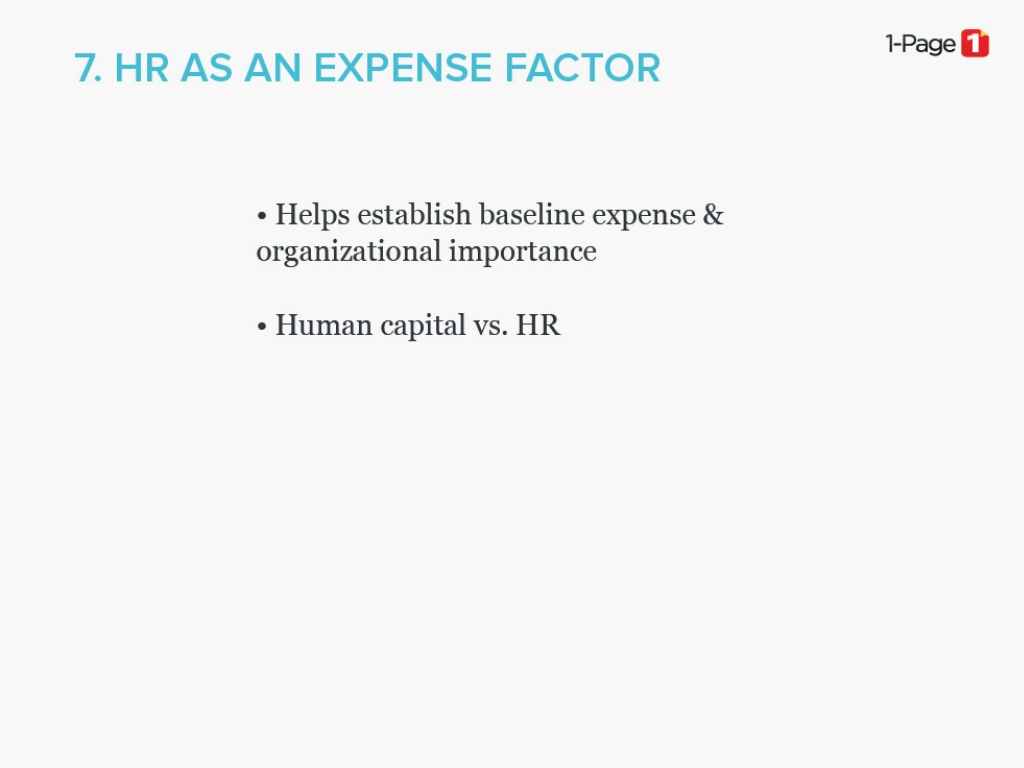 7. HR AS AN EXPENSE FACTOR
1-Page 1
• Helps establish baseline expense &
organizational importance
• Human capital vs. HR